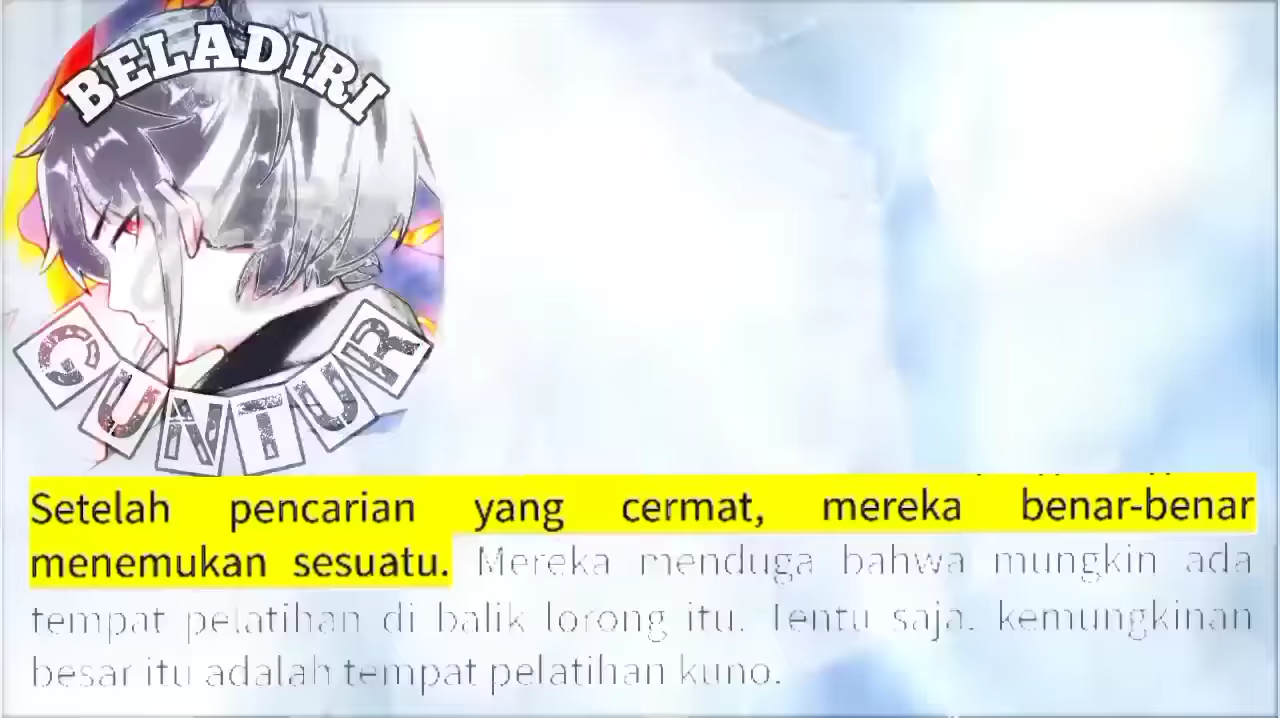 BELADIRI
GUNTUR
Setelah pencarian yang cermat, mereka benar-benar
menemukan sesuatu. Mereka menduga bahwa mungkin ada
tempat pelatihan di balik lorong itu. Tentu saja. kemungkinan
besar itu adalah tempat pelatihan kuno.